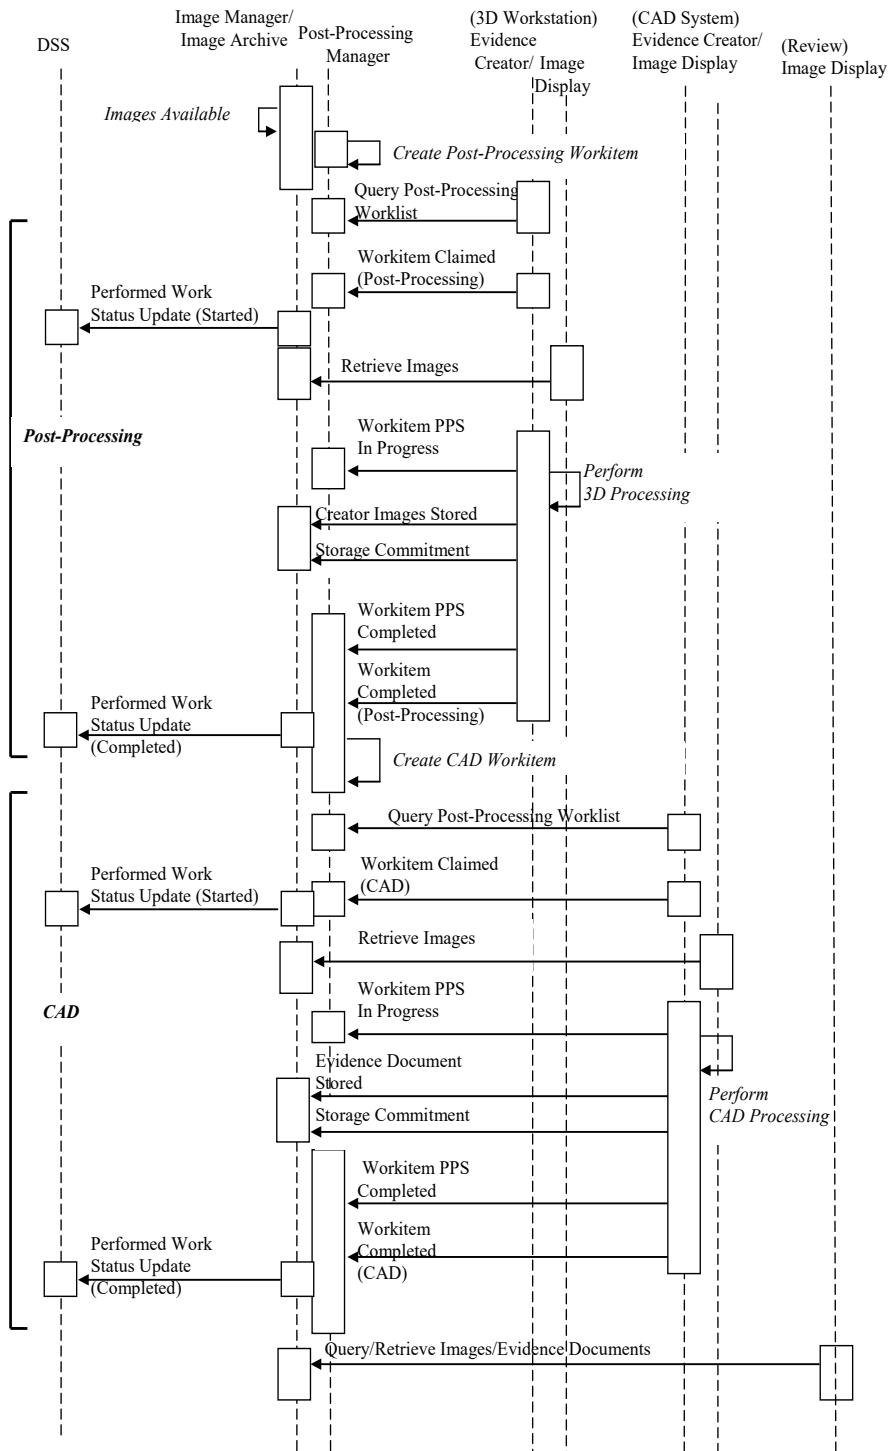 DSS
Image Manager/
Image Archive
Post-Processing
Manager
(3D Workstation)
Evidence
Creator/ Image
Display
(CAD System)
Evidence Creator/
Image Display
(Review)
Image Display
Images Available
Create Post-Processing Workitem
Query Post-Processing
Worklist
Workitem Claimed
(Post-Processing)
Performed Work
Status Update (Started)
Retrieve Images
Post-Processing
Workitem PPS
In Progress
Perform
3D Processing
Creator Images Stored
Storage Commitment
Workitem PPS
Completed
Workitem
Completed
(Post-Processing)
Performed Work
Status Update
(Completed)
Create CAD Workitem
Query Post-Processing Worklist
Workitem Claimed
(CAD)
Performed Work
Status Update (Started)
Retrieve Images
CAD
Workitem PPS
In Progress
Evidence Document
Stored
Perform
CAD Processing
Storage Commitment
Workitem PPS
Completed
Workitem
Completed
(CAD)
Performed Work
Status Update
(Completed)
Query/Retrieve Images/Evidence Documents